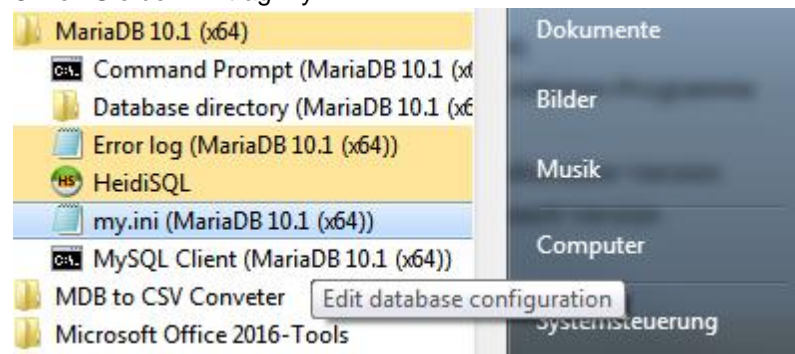 MariaDB 10.1 (x64)
Command Prompt (MariaDB 10.1 (x6
Database directory (MariaDB 10.1 (x6
Error log (MariaDB 10.1 (x64))
HeidiSQL
my.ini (MariaDB 10.1 (x64))
MySQL Client (MariaDB 10.1 (x64))
MDB to CSV Conveter
Microsoft Office 2016-Tools
Edit database configuration
Dokumente
Bilder
Musik
Computer
Systemsteuerung